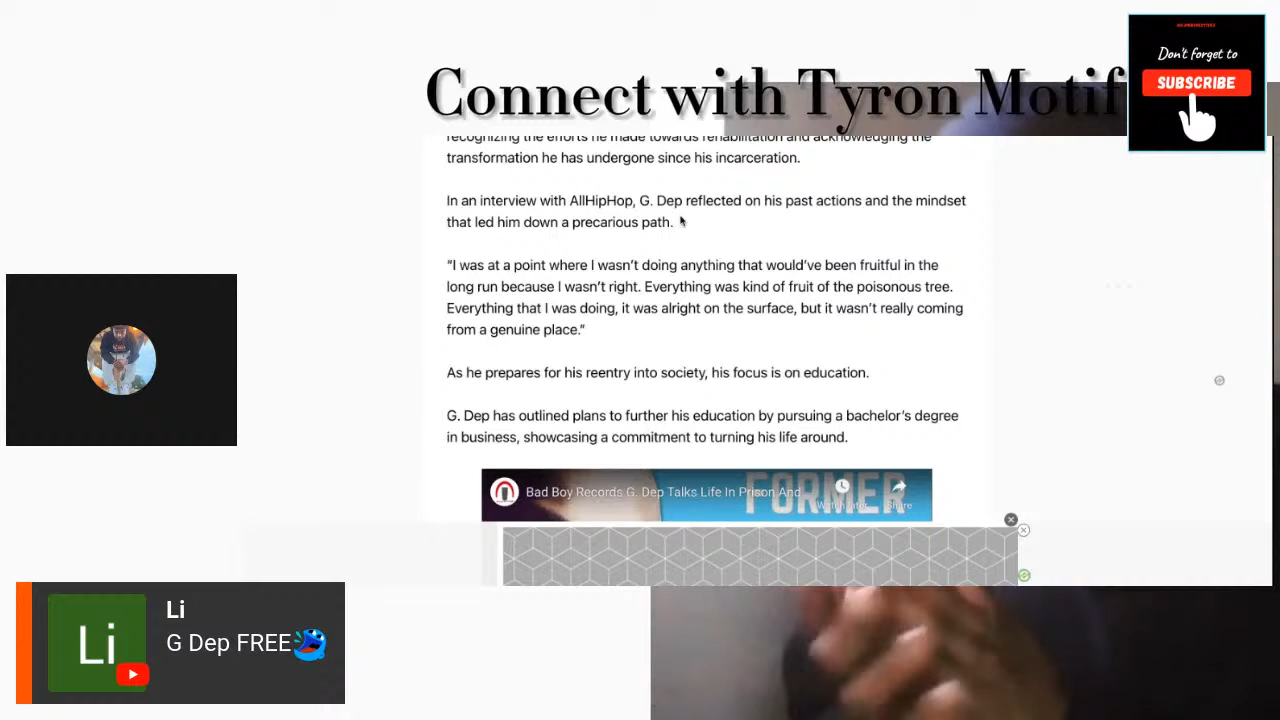 Connect with Tyron Motif
Don't forget to
SUBSCRIBE
recognizing the efforts he made towards rehabilitation and acknowledging the
transformation he has undergone since his incarceration.
In an interview with AllHipHop, G. Dep reflected on his past actions and the mindset
that led him down a precarious path.
“I was at a point where I wasn’t doing anything that would’ve been fruitful in the
long run because I wasn’t right. Everything was kind of fruit of the poisonous tree.
Everything that I was doing, it was alright on the surface, but it wasn’t really coming
from a genuine place.”
As he prepares for his reentry into society, his focus is on education.
G. Dep has outlined plans to further his education by pursuing a bachelor’s degree
in business, showcasing a commitment to turning his life around.
Bad Boy Records G. Dep Talks Life In Prison And
FORMER
Watch later
Share
Li
Li
G Dep FREE